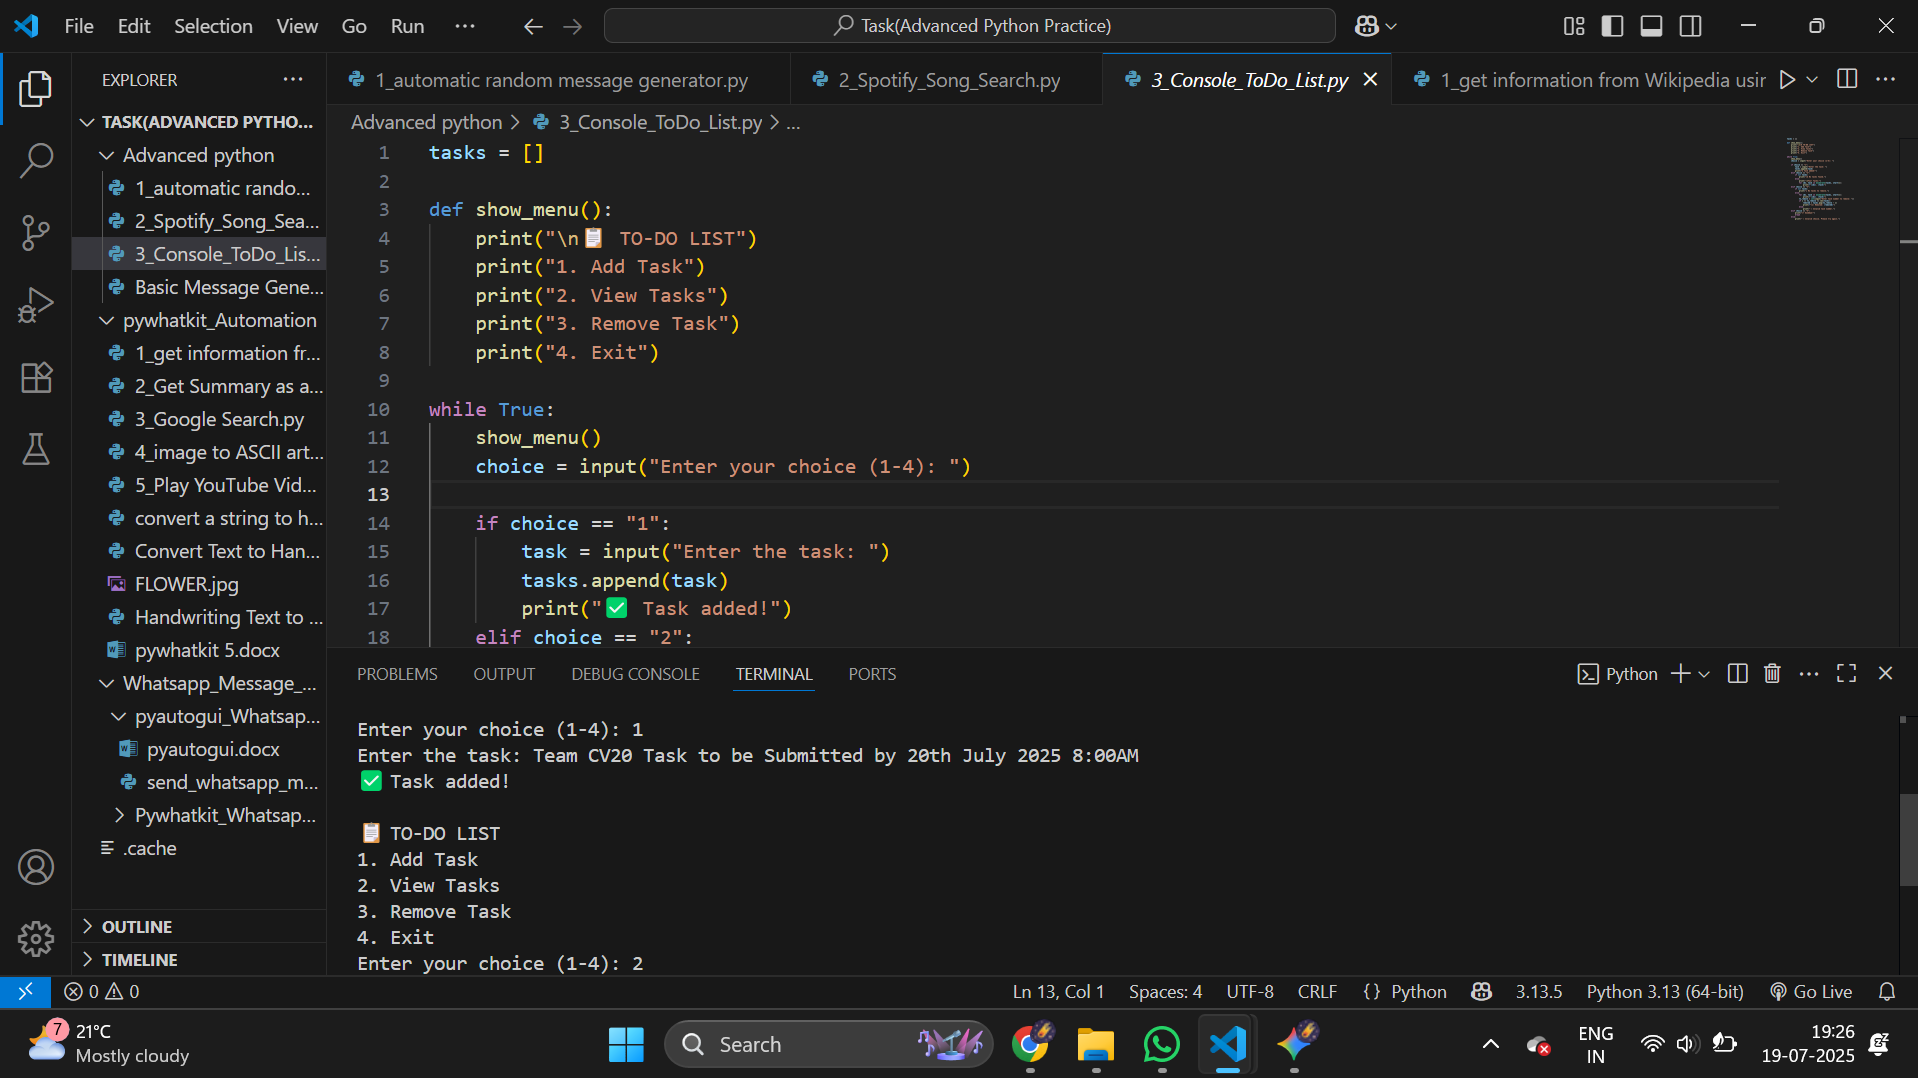 File Edit Selection View Go Run ...
Task(Advanced Python Practice)
EXPLORER
TASK(ADVANCED PYTHO...
Advanced python
1_automatic rando...
2_Spotify_Song_Sea...
3_Console_ToDo_Lis...
Basic Message Gene...
pywhatkit_Automation
1_get information fr...
2_Get Summary as a...
3_Google Search.py
4_image to ASCII art...
5_Play YouTube Vid...
convert a string to h...
Convert Text to Han...
FLOWER.jpg
Handwriting Text to ...
pywhatkit 5.docx
Whatsapp_Message_...
pyautogui_Whatsap...
pyautogui.docx
send_whatsapp_m...
Pywhatkit_Whatsap...
.cache
OUTLINE
TIMELINE
1_automatic random message generator.py
2_Spotify_Song_Search.py
3_Console_ToDo_List.py
1_get information from Wikipedia usir
Advanced python > 3_Console_ToDo_List.py > ...
1 tasks = []
2
3 def show_menu():
4 print("\n📋 TO-DO LIST")
5 print("1. Add Task")
6 print("2. View Tasks")
7 print("3. Remove Task")
8 print("4. Exit")
9
10 while True:
11 show_menu()
12 choice = input("Enter your choice (1-4): ")
13
14 if choice == "1":
15 task = input("Enter the task: ")
16 tasks.append(task)
17 print("✅ Task added!")
18 elif choice == "2":
PROBLEMS OUTPUT DEBUG CONSOLE TERMINAL PORTS
Python
Enter your choice (1-4): 1
Enter the task: Team CV20 Task to be Submitted by 20th July 2025 8:00AM
✅ Task added!
📋 TO-DO LIST
1. Add Task
2. View Tasks
3. Remove Task
4. Exit
Enter your choice (1-4): 2
0 0
Ln 13, Col 1 Spaces: 4 UTF-8 CRLF {} Python 3.13.5 Python 3.13 (64-bit) Go Live
7
21°C
Mostly cloudy
Search
ENG
IN
19:26
19-07-2025